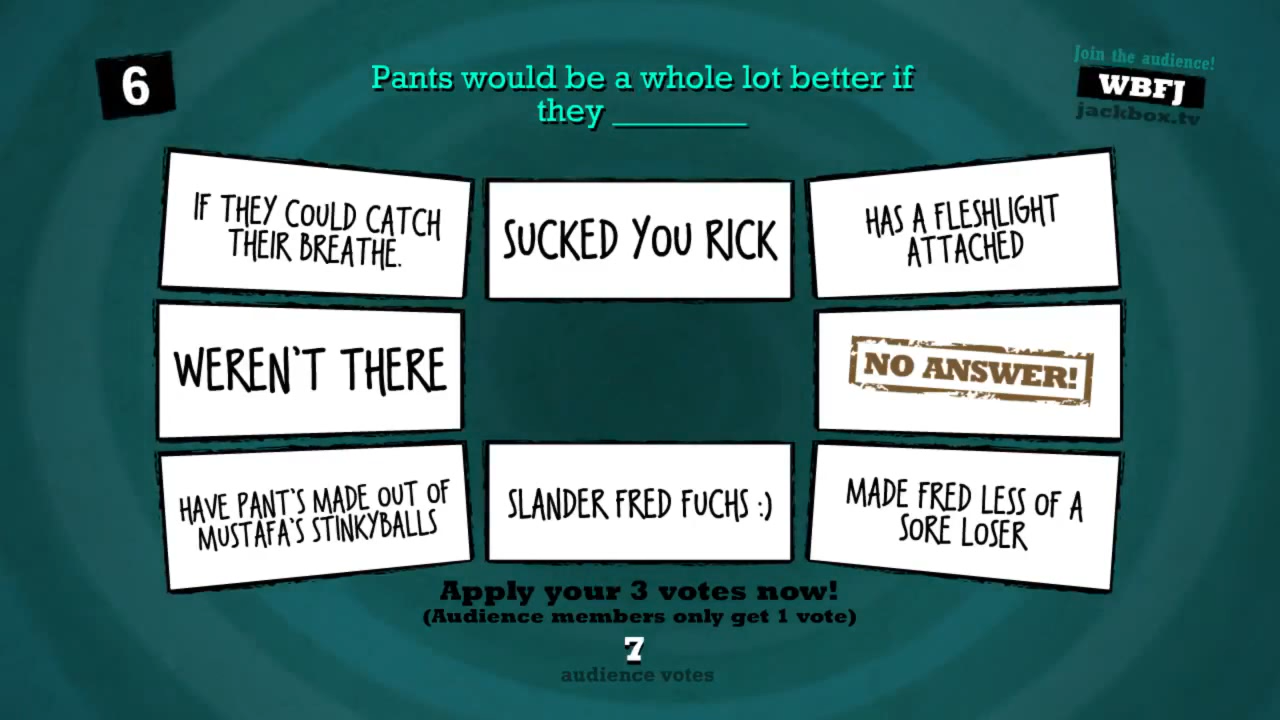 6
Pants would be a whole lot better if
they ________
Join the audience!
WBFJ
jackbox.tv
IF THEY COULD CATCH
THEIR BREATHE.
SUCKED YOU RICK
HAS A FLESHLIGHT
ATTACHED
WEREN'T THERE
NO ANSWER!
HAVE PANT'S MADE OUT OF
MUSTAFA'S STINKYBALLS
SLANDER FRED FUCHS :)
MADE FRED LESS OF A
SORE LOSER
Apply your 3 votes now!
(Audience members only get 1 vote)
7
audience votes